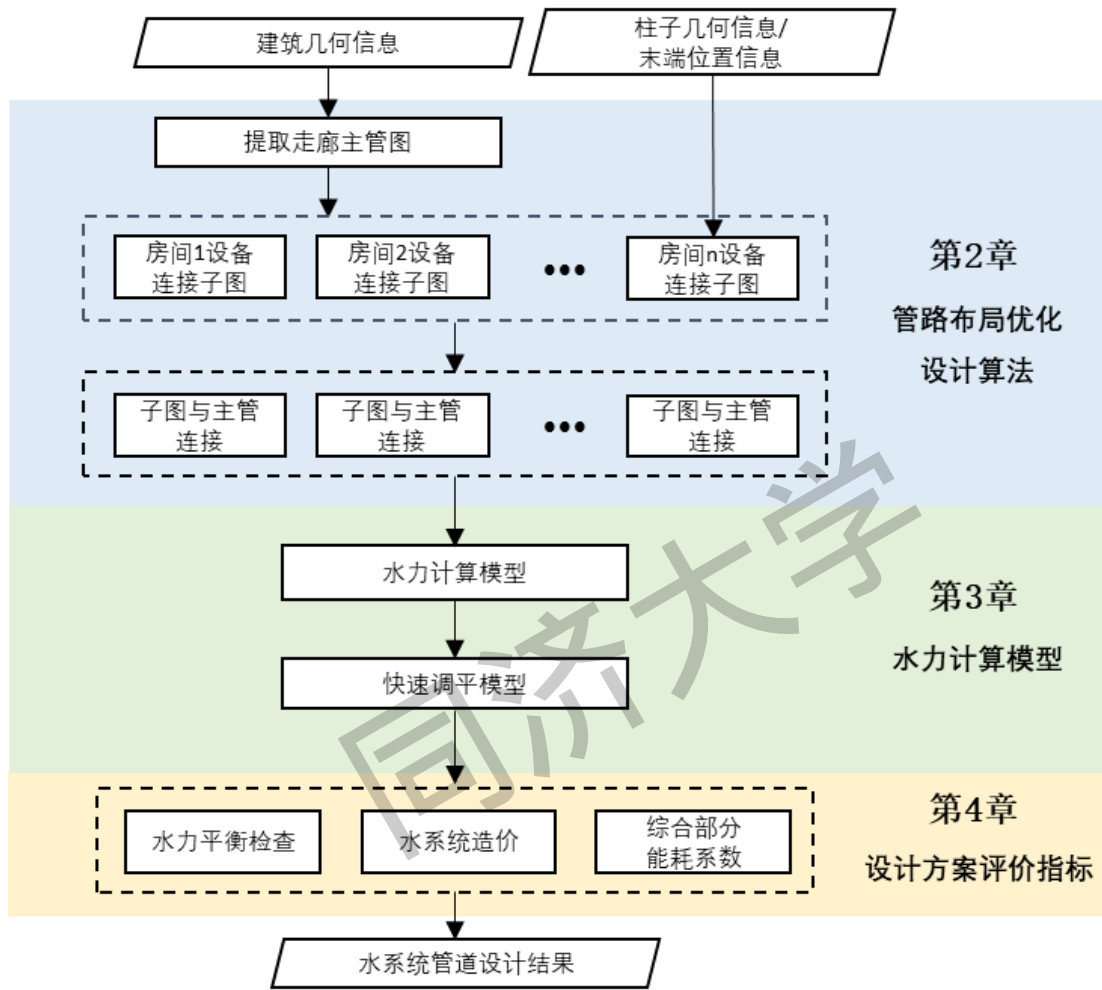 建筑几何信息
柱子几何信息/
末端位置信息
提取走廊主管图
房间1设备
连接子图
房间2设备
连接子图
•••
房间n设备
连接子图
第2章
管路布局优化
设计算法
子图与主管
连接
子图与主管
连接
•••
子图与主管
连接
水力计算模型
快速调平模型
第3章
水力计算模型
同济大学
水力平衡检查
水系统造价
综合部分
能耗系数
第4章
设计方案评价指标
水系统管道设计结果